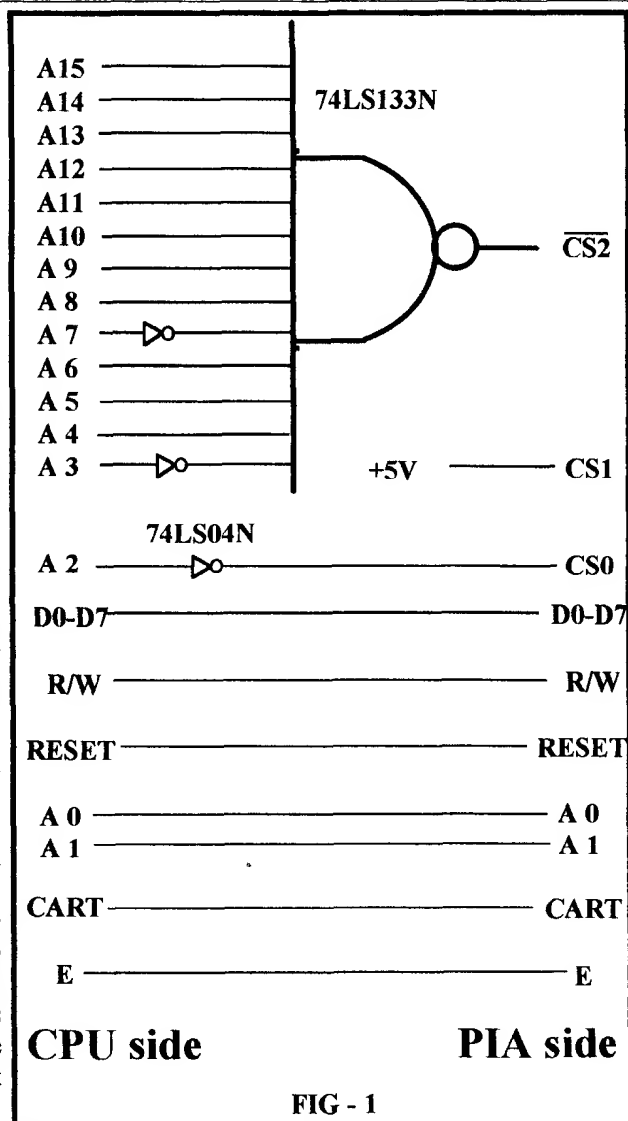 A15
74LS133N
A14
A13
A12
A11
A10
CS2
A 9
A 8
A 7
A 6
A 5
A 4
A 3
+5V
CS1
74LS04N
A 2
CS0
D0-D7
D0-D7
R/W
R/W
RESET
RESET
A 0
A 0
A 1
A 1
CART
CART
E
E
CPU side
PIA side
FIG - 1